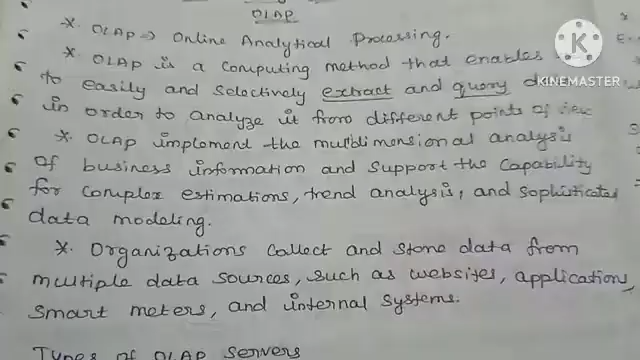 OLAP
* OLAP => Online Analytical Processing.
* OLAP is a computing method that enables
to easily and selectively extract and query
in order to analyze it from different points of view
* OLAP implement the multidimensional analysis
of business information and support the capability
for complex estimations, trend analysis, and sophisticated
data modeling.
* Organizations collect and store data from
multiple data sources, such as websites, applications,
smart meters, and internal systems.
Types of OLAP servers
K
KINEMASTER